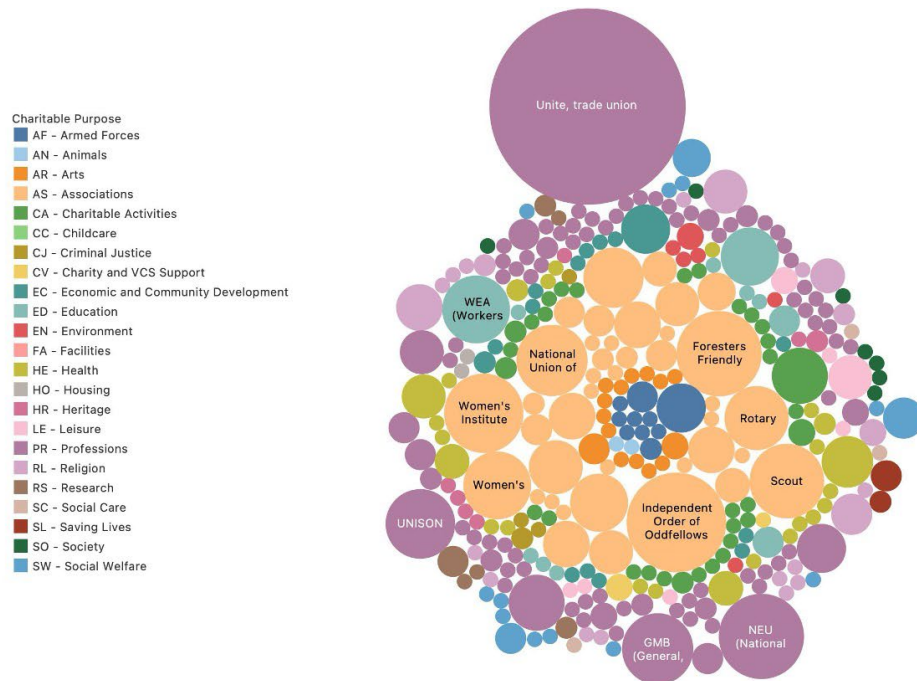 Charitable Purpose
AF - Armed Forces
AN - Animals
AR - Arts
AS - Associations
CA - Charitable Activities
CC - Childcare
CJ - Criminal Justice
CV - Charity and VCS Support
EC - Economic and Community Development
ED - Education
EN - Environment
FA - Facilities
HE - Health
HO - Housing
HR - Heritage
LE - Leisure
PR - Professions
RL - Religion
RS - Research
SC - Social Care
SL - Saving Lives
SO - Society
SW - Social Welfare
Unite, trade union
WEA
(Workers
National
Union of
Foresters
Friendly
Women's
Institute
Rotary
Women's
Scout
UNISON
Independent
Order of
Oddfellows
GMB
(General,
NEU
(National